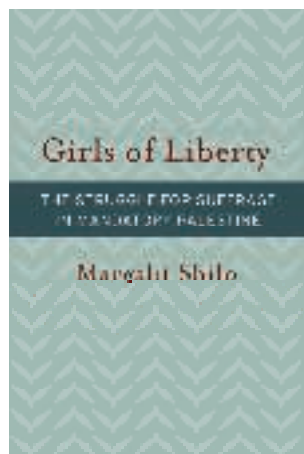 Girls of Liberty
THE STRUGGLE FOR SUFFRAGE
IN MANDATORY PALESTINE
Margalit Shilo